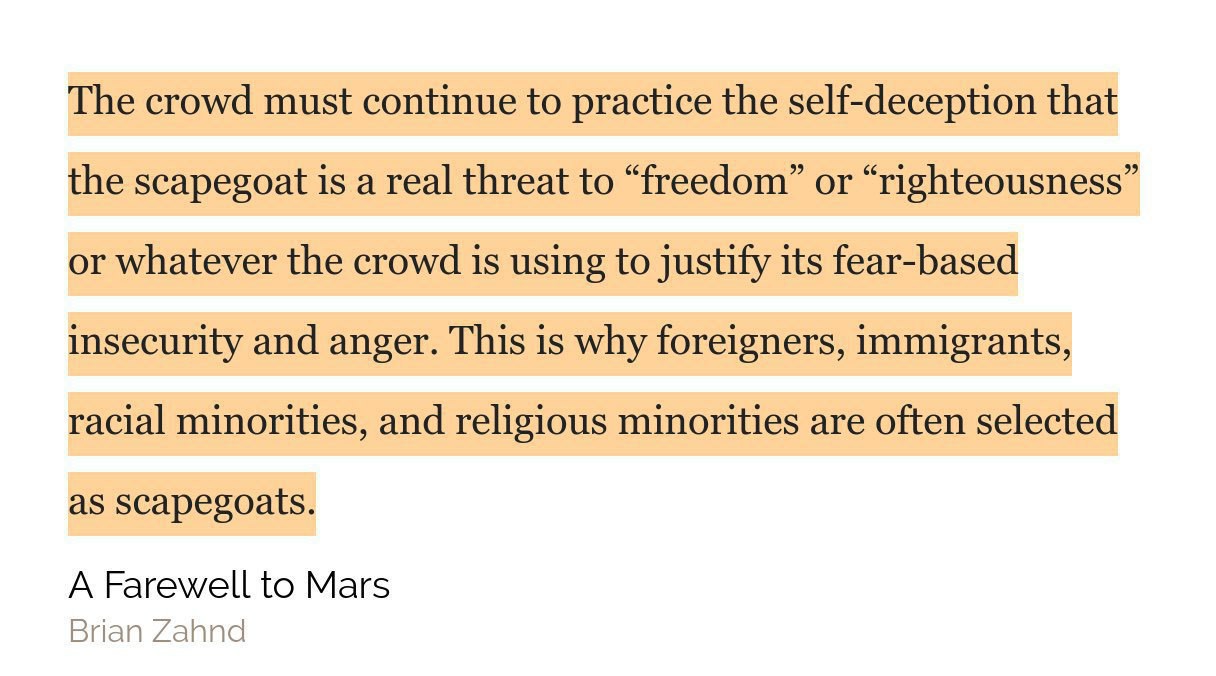 The crowd must continue to practice the self-deception that
the scapegoat is a real threat to “freedom” or “righteousness”
or whatever the crowd is using to justify its fear-based
insecurity and anger. This is why foreigners, immigrants,
racial minorities, and religious minorities are often selected
as scapegoats.
A Farewell to Mars
Brian Zahnd